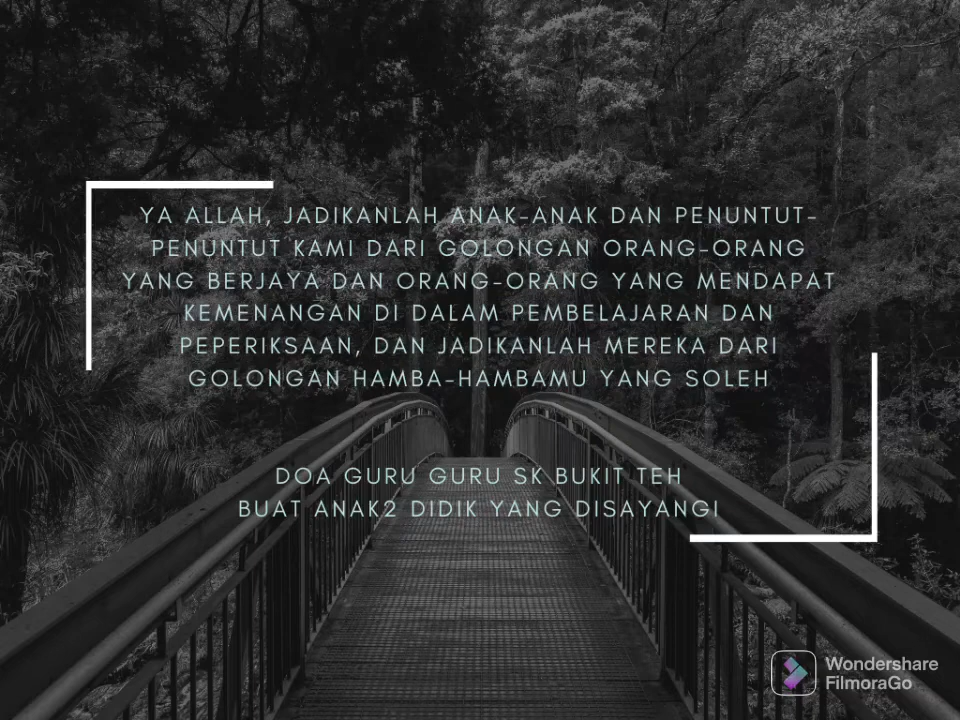 YA ALLAH, JADIKANLAH ANAK-ANAK DAN PENUNTUT-
PENUNTUT KAMI DARI GOLONGAN ORANG-ORANG
YANG BERJAYA DAN ORANG-ORANG YANG MENDAPAT
KEMENANGAN DI DALAM PEMBELAJARAN DAN
PEPERIKSAAN, DAN JADIKANLAH MEREKA DARI
GOLONGAN HAMBA-HAMBAMU YANG SOLEH
DOA GURU GURU SK BUKIT TEH
BUAT ANAK2 DIDIK YANG DISAYANGI
Wondershare
FilmoraGo